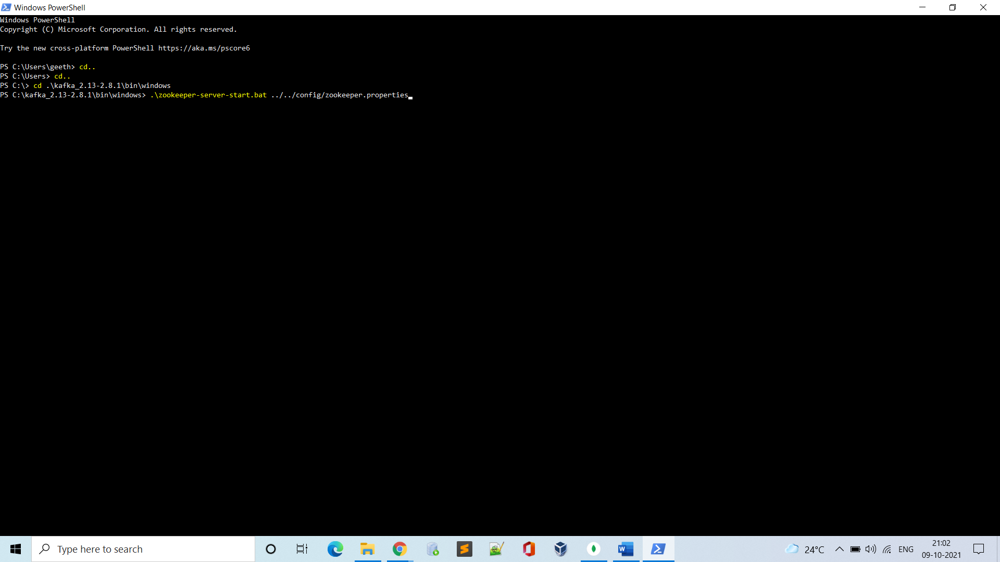 Windows PowerShell
Windows PowerShell
Copyright (C) Microsoft Corporation. All rights reserved.
Try the new cross-platform PowerShell https://aka.ms/pscore6
PS C:\Users\geeth> cd..
PS C:\Users> cd..
PS C:\> cd .\kafka_2.13-2.8.1\bin\windows
PS C:\kafka_2.13-2.8.1\bin\windows> .\zookeeper-server-start.bat ../../config/zookeeper.properties
Type here to search
24°C
ENG
21:02
09-10-2021